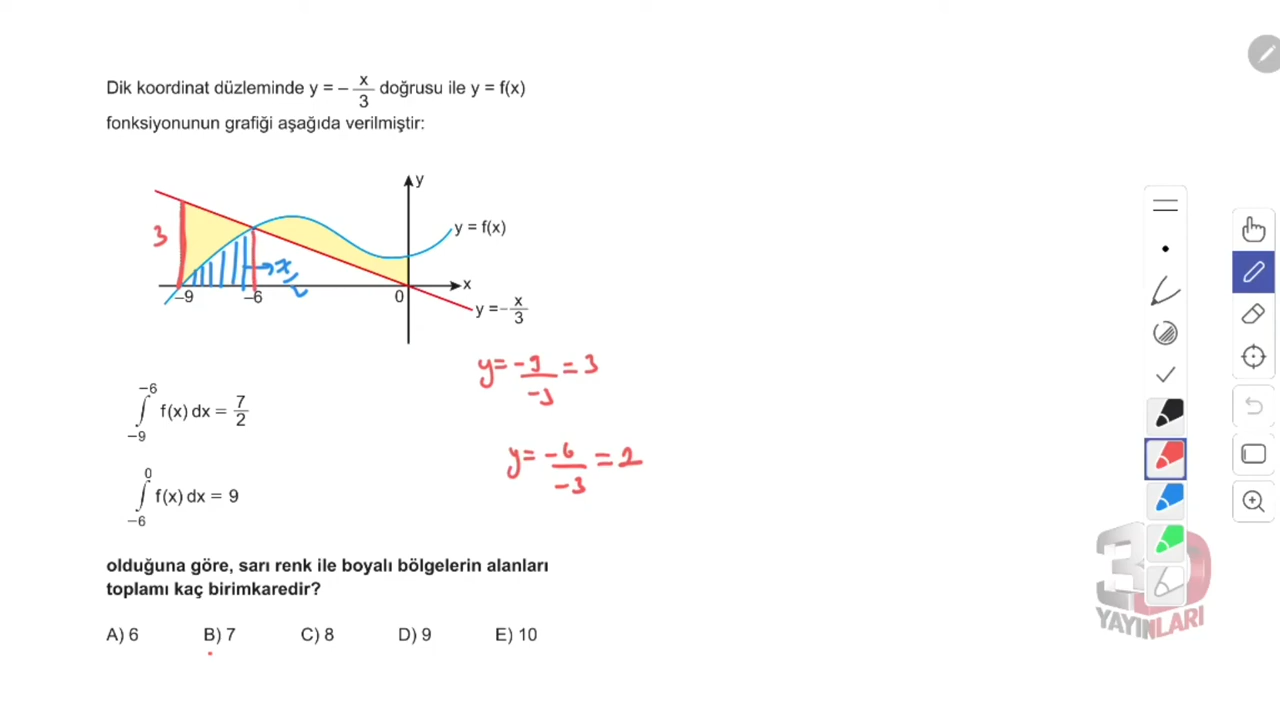 Dik koordinat düzleminde y = – x/3 doğrusu ile y = f(x)
fonksiyonunun grafiği aşağıda verilmiştir:
y
3
y = f(x)
x/2
x
–9
–6
0
y = – x/3
y = -9/-3 = 3
∫_{–9}^{–6} f(x) dx = 7/2
y = -6/-3 = 2
∫_{–6}^{0} f(x) dx = 9
olduğuna göre, sarı renk ile boyalı bölgelerin alanları
toplamı kaç birimkaredir?
A) 6 B) 7 C) 8 D) 9 E) 10
3D
YAYINLARI